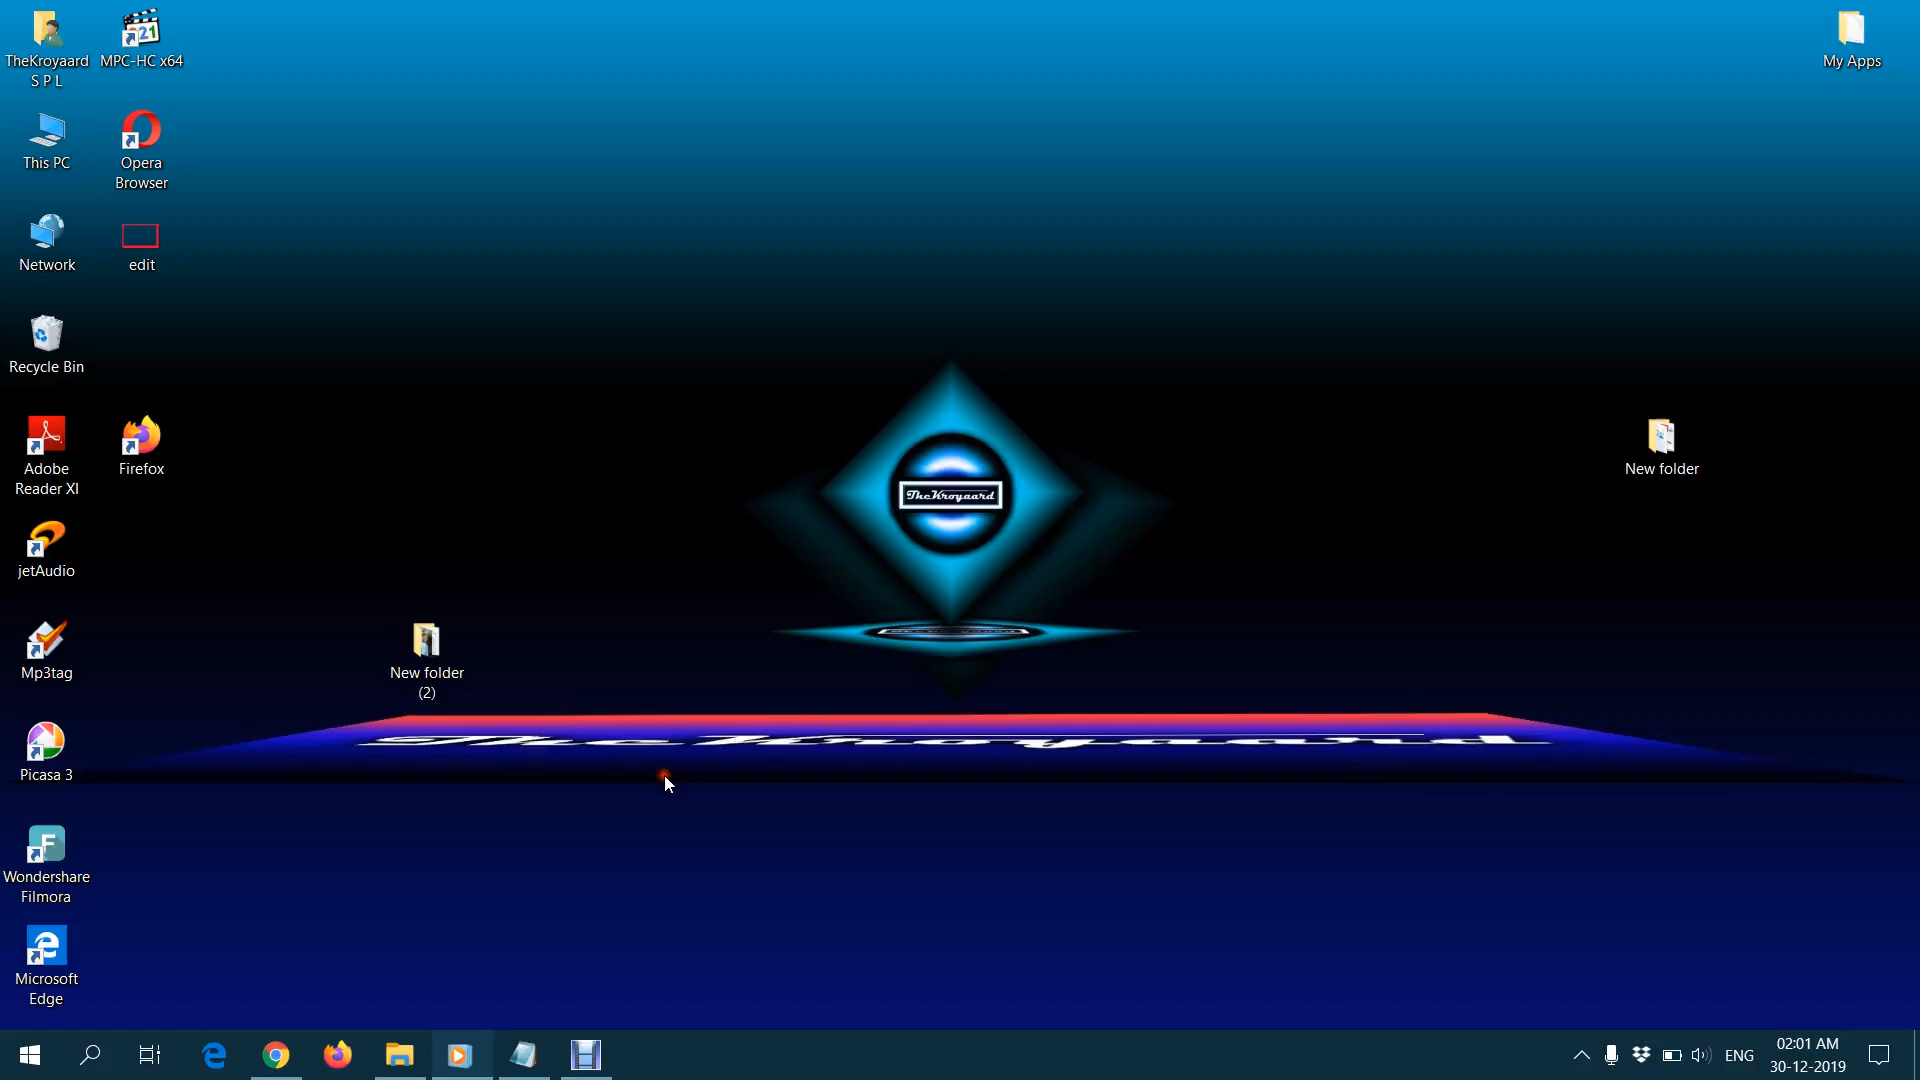 TheKroyaard
S P L
MPC-HC x64
My Apps
This PC
Opera
Browser
Network
edit
Recycle Bin
Adobe
Reader XI
Firefox
New folder
TheKroyaard
jetAudio
Mp3tag
New folder
(2)
TheKroyaard
Picasa 3
Wondershare
Filmora
Microsoft
Edge
ENG
02:01 AM
30-12-2019